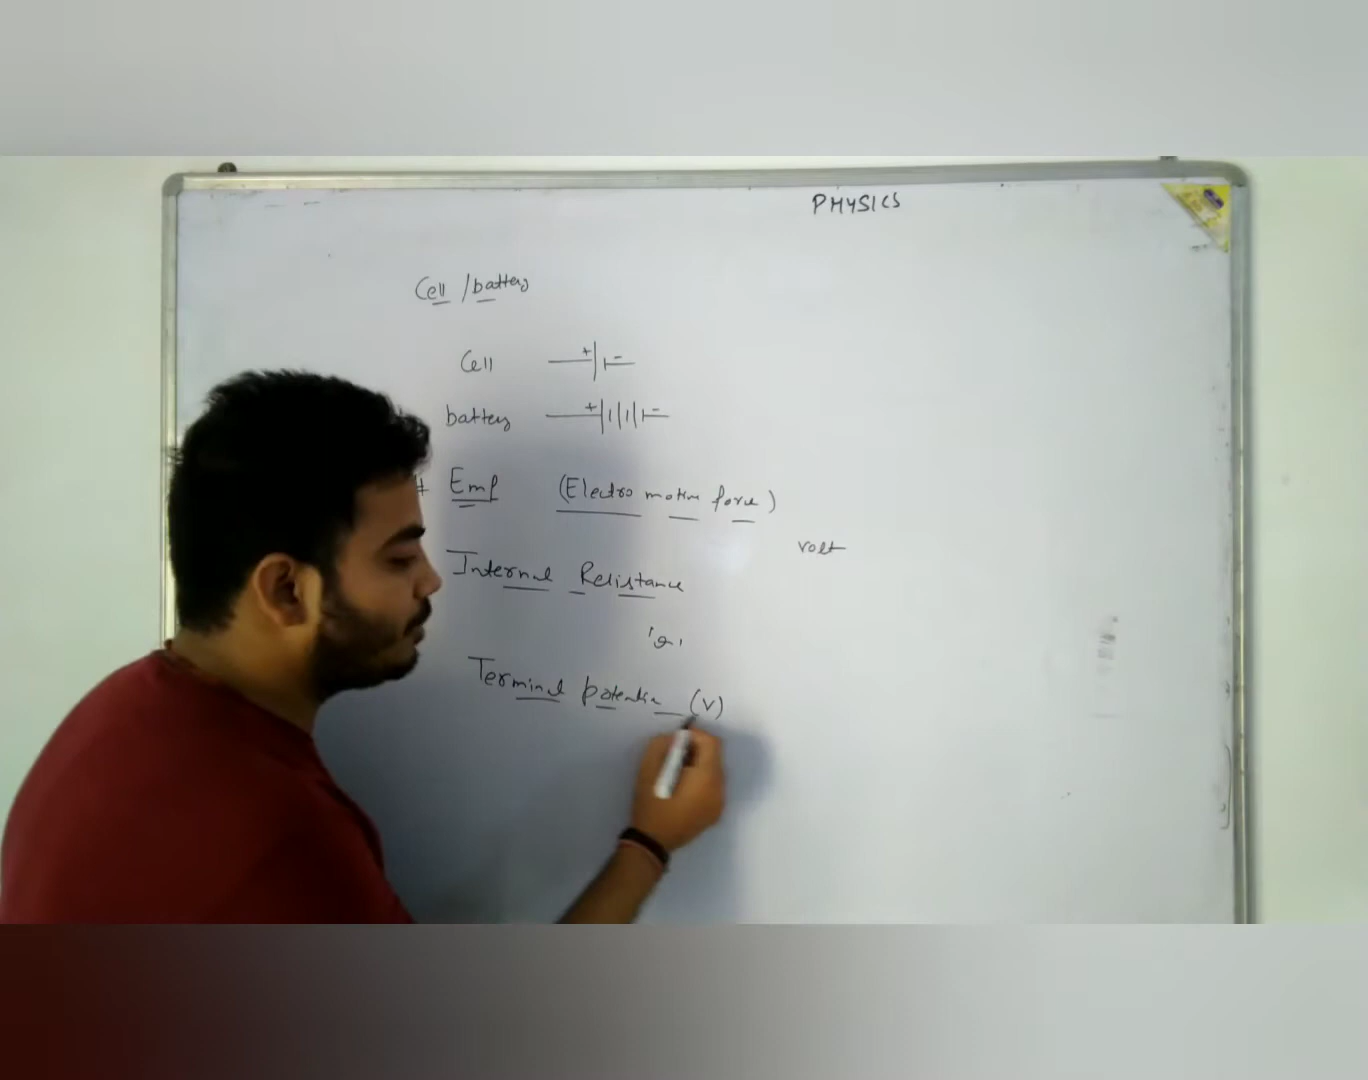 PHYSICS
Cell / battery
Cell + -
battery + -
# Emf (Electro motive force)
volt
Internal Resistance
'r'
Terminal potential (V)